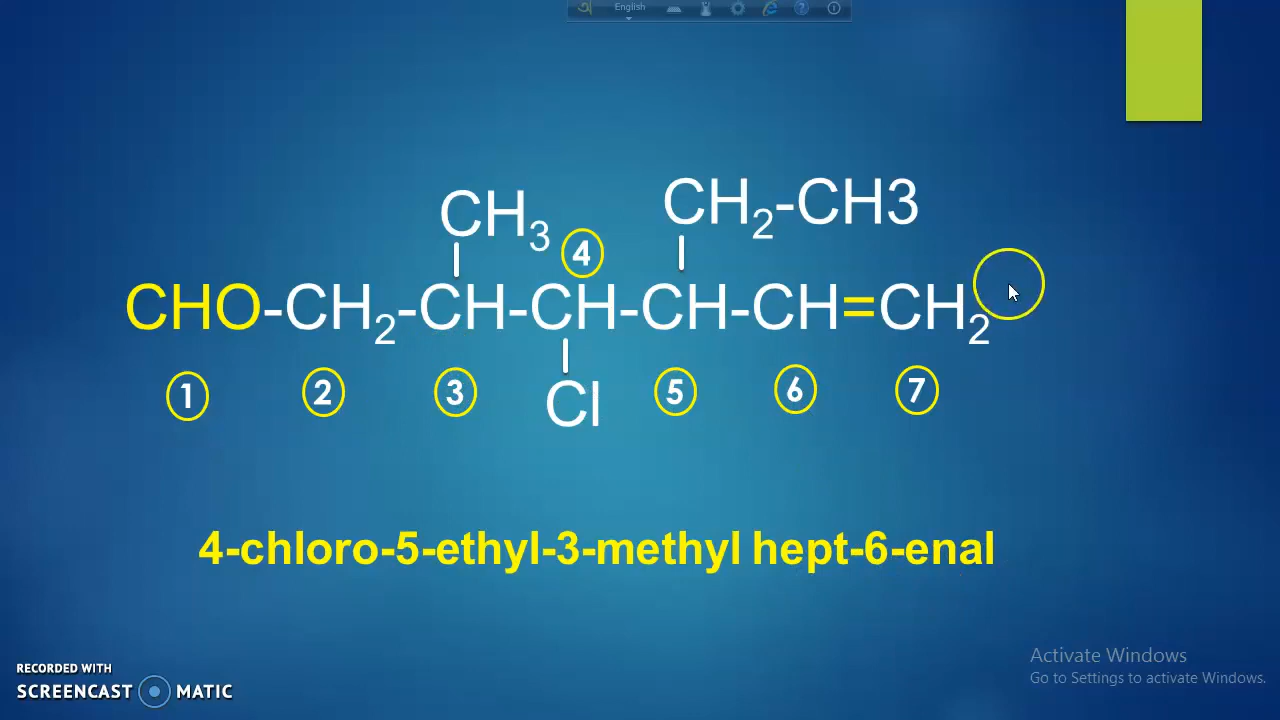 English
CH₂-CH3
CH₃
4
CHO-CH₂-CH-CH-CH-CH=CH₂
1 2 3 Cl 5 6 7
4-chloro-5-ethyl-3-methyl hept-6-enal
RECORDED WITH
SCREENCAST MATIC
Activate Windows
Go to Settings to activate Windows.